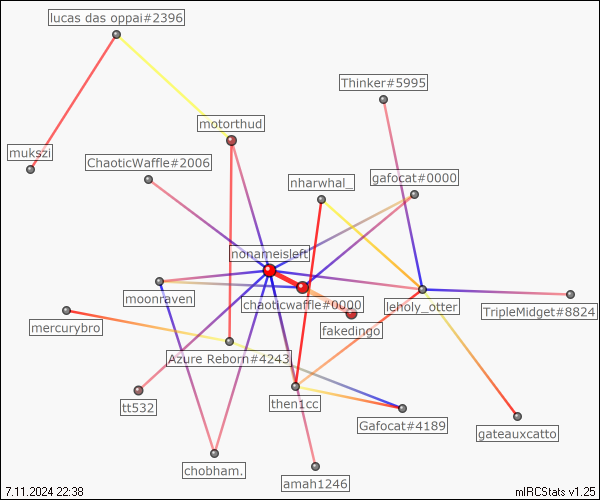 lucas das oppai#2396
Thinker#5995
motorthud
mukszi
ChaoticWaffle#2006
nharwhal_
gafocat#0000
nonameisleft
moonraven
chaoticwaffle#0000
leholy_otter
TripleMidget#8824
mercurybro
fakedingo
Azure Reborn#4243
tt532
then1cc
Gafocat#4189
gateauxcatto
chobham.
amah1246
7.11.2024 22:38
mIRCStats v1.25